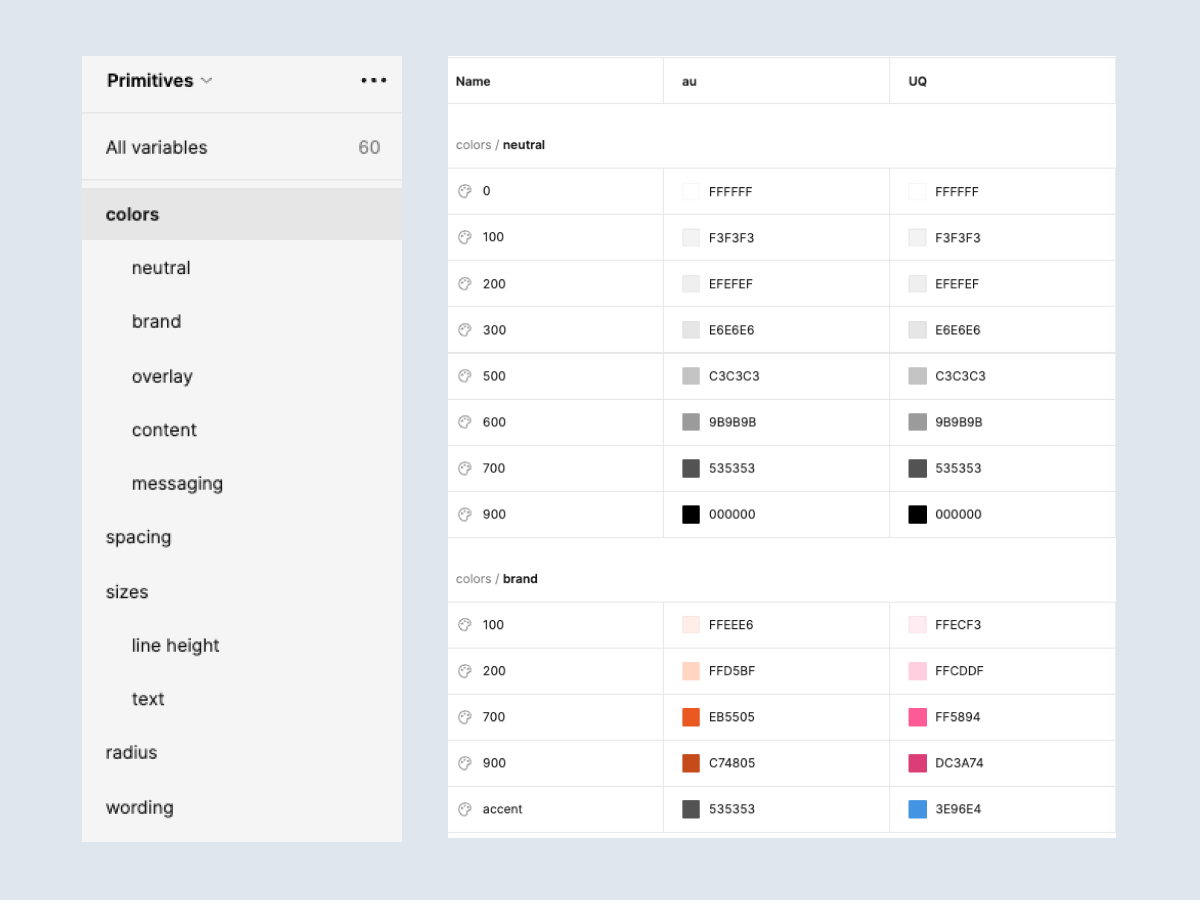 Primitives
All variables 60
colors
neutral
brand
overlay
content
messaging
spacing
sizes
line height
text
radius
wording
Name au UQ
colors / neutral
0 FFFFFF FFFFFF
100 F3F3F3 F3F3F3
200 EFEFEF EFEFEF
300 E6E6E6 E6E6E6
500 C3C3C3 C3C3C3
600 9B9B9B 9B9B9B
700 535353 535353
900 000000 000000
colors / brand
100 FFEEE6 FFECF3
200 FFD5BF FFCDDF
700 EB5505 FF5894
900 C74805 DC3A74
accent 535353 3E96E4